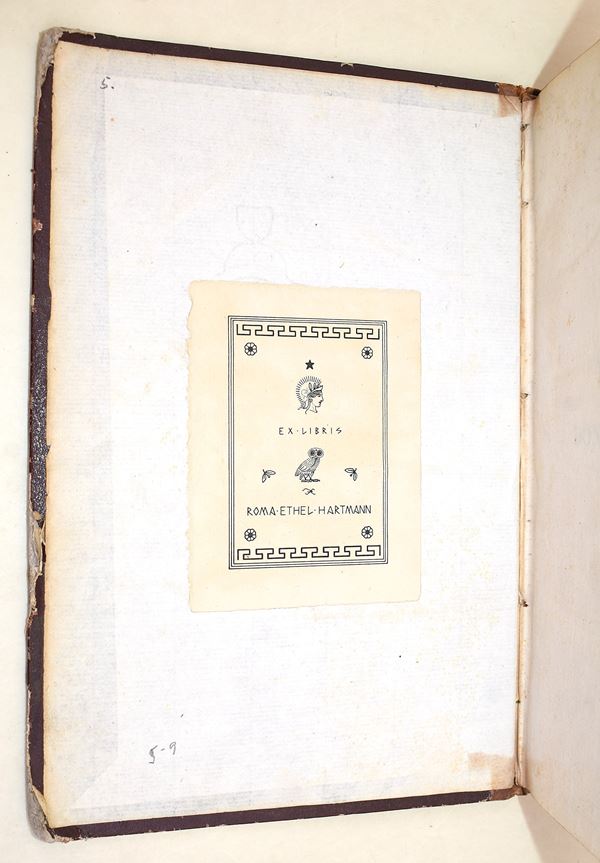 5.
EX·LIBRIS
ROMA·ETHEL·HARTMANN
5-9